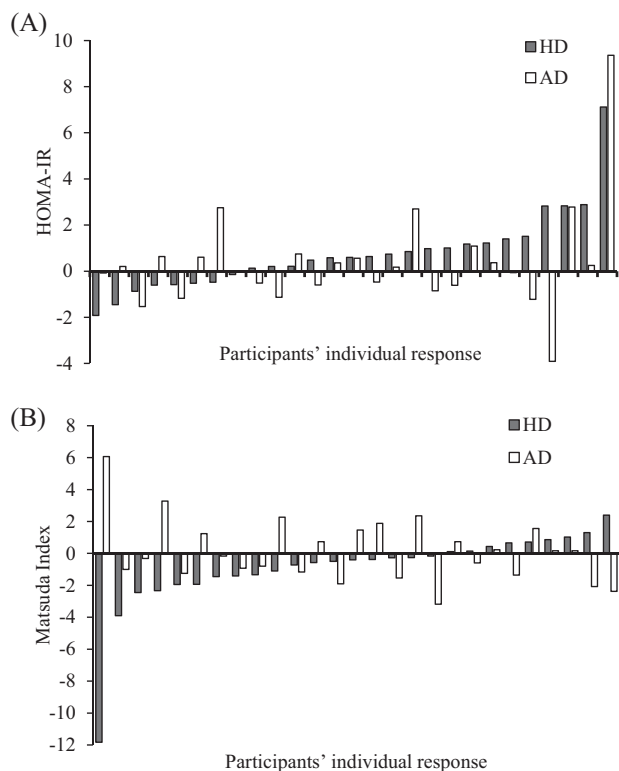 (A)
10
8
6
4
2
0
-2
-4
HOMA-IR
HD
AD
Participants' individual response
(B)
8
6
4
2
0
-2
-4
-6
-8
-10
-12
Matsuda Index
HD
AD
Participants' individual response